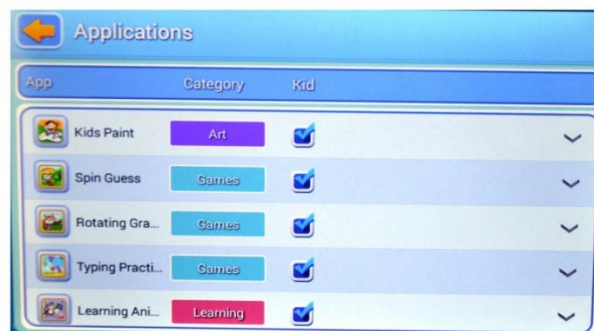 Applications
App Category Kid
Kids Paint Art
Spin Guess Games
Rotating Gra... Games
Typing Practi... Games
Learning Ani... Learning